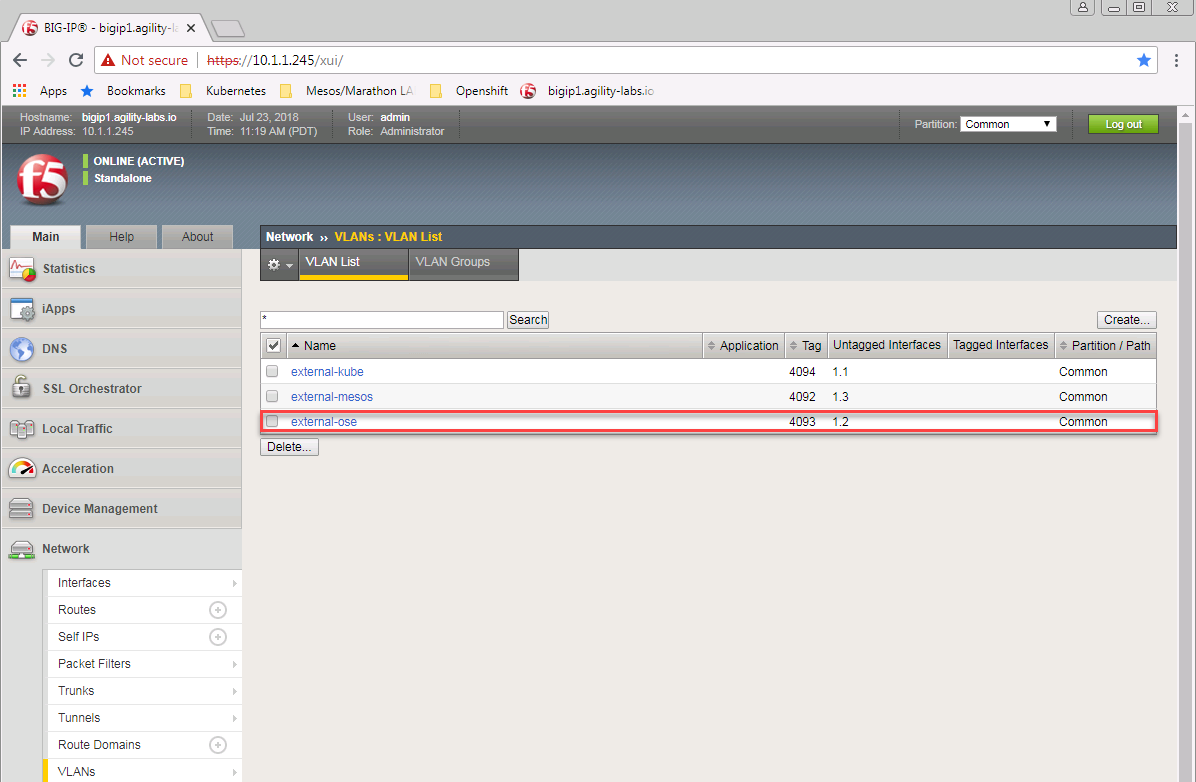 BIG-IP® - bigip1.agility-la
Not secure https://10.1.1.245/xui/
Apps Bookmarks Kubernetes Mesos/Marathon LA Openshift bigip1.agility-labs.io
Hostname: bigip1.agility-labs.io Date: Jul 23, 2018 User: admin Partition: Common Log out
IP Address: 10.1.1.245 Time: 11:19 AM (PDT) Role: Administrator
f5
ONLINE (ACTIVE)
Standalone
Main Help About
Network ›› VLANs : VLAN List
VLAN List VLAN Groups
Statistics
iApps
DNS
SSL Orchestrator
Local Traffic
Acceleration
Device Management
Network
Interfaces
Routes
Self IPs
Packet Filters
Trunks
Tunnels
Route Domains
VLANs
* Search Create...
Name Application Tag Untagged Interfaces Tagged Interfaces Partition / Path
external-kube 4094 1.1 Common
external-mesos 4092 1.3 Common
external-ose 4093 1.2 Common
Delete...